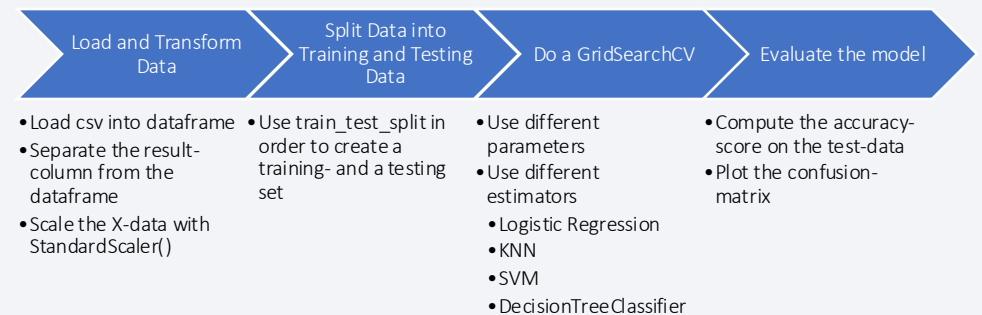 Load and Transform
Data
Split Data into
Training and Testing
Data
Do a GridSearchCV
Evaluate the model
•Load csv into dataframe
•Separate the result-
column from the
dataframe
•Scale the X-data with
StandardScaler()
•Use train_test_split in
order to create a
training- and a testing
set
•Use different
parameters
•Use different
estimators
•Logistic Regression
•KNN
•SVM
•DecisionTreeClassifier
•Compute the accuracy-
score on the test-data
•Plot the confusion-
matrix